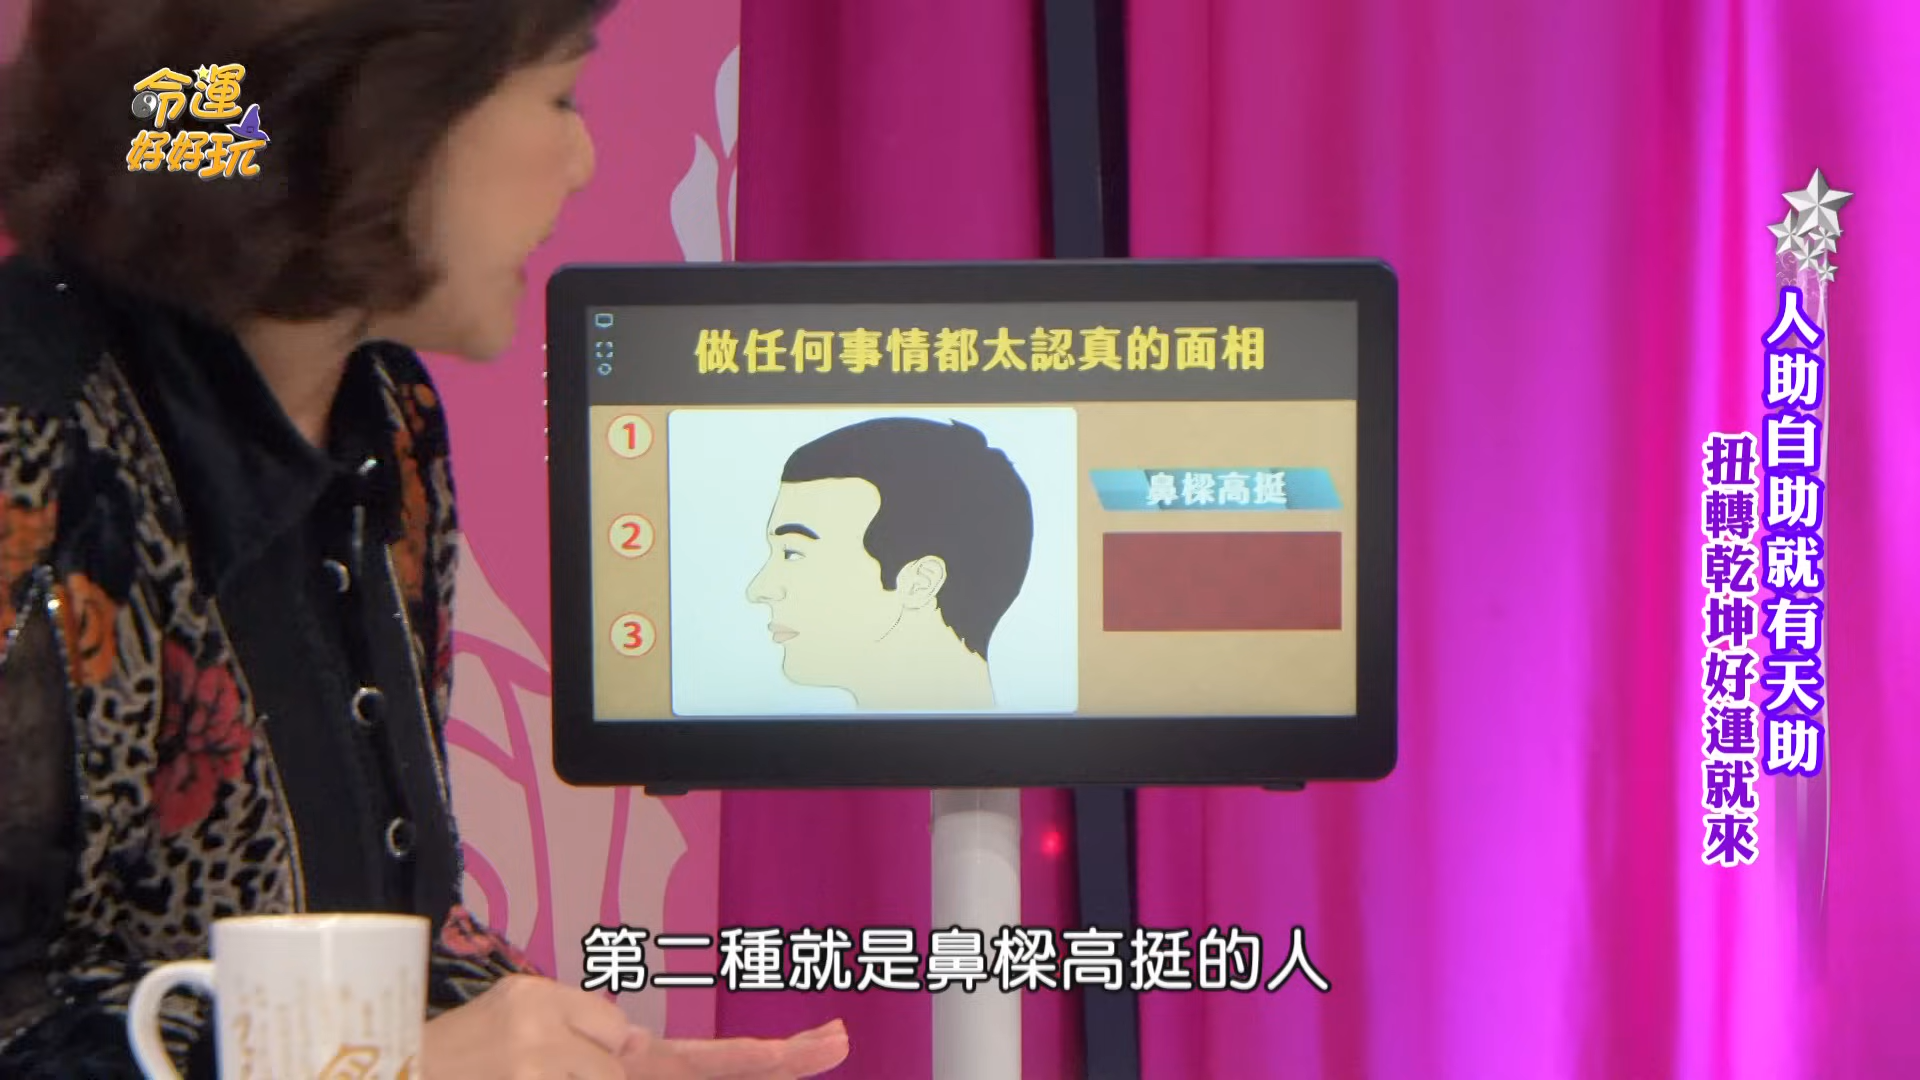 命運
好好玩
人助自助就有天助
扭轉乾坤好運就來
做任何事情都太認真的面相
1
2
3
鼻樑高挺
第二種就是鼻樑高挺的人